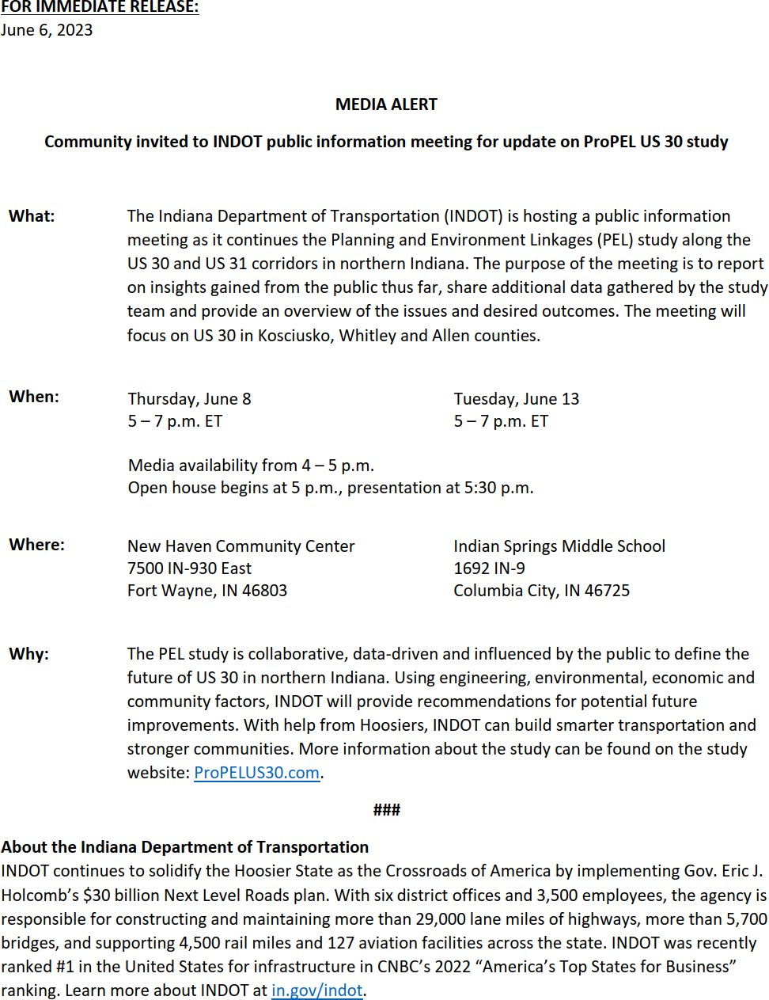 FOR IMMEDIATE RELEASE:
June 6, 2023
MEDIA ALERT
Community invited to INDOT public information meeting for update on ProPEL US 30 study
What:
The Indiana Department of Transportation (INDOT) is hosting a public information
meeting as it continues the Planning and Environment Linkages (PEL) study along the
US 30 and US 31 corridors in northern Indiana. The purpose of the meeting is to report
on insights gained from the public thus far, share additional data gathered by the study
team and provide an overview of the issues and desired outcomes. The meeting will
focus on US 30 in Kosciusko, Whitley and Allen counties.
When:
Thursday, June 8
5 – 7 p.m. ET
Tuesday, June 13
5 – 7 p.m. ET
Media availability from 4 – 5 p.m.
Open house begins at 5 p.m., presentation at 5:30 p.m.
Where:
New Haven Community Center
7500 IN-930 East
Fort Wayne, IN 46803
Indian Springs Middle School
1692 IN-9
Columbia City, IN 46725
Why:
The PEL study is collaborative, data-driven and influenced by the public to define the
future of US 30 in northern Indiana. Using engineering, environmental, economic and
community factors, INDOT will provide recommendations for potential future
improvements. With help from Hoosiers, INDOT can build smarter transportation and
stronger communities. More information about the study can be found on the study
website: ProPELUS30.com.
###
About the Indiana Department of Transportation
INDOT continues to solidify the Hoosier State as the Crossroads of America by implementing Gov. Eric J.
Holcomb’s $30 billion Next Level Roads plan. With six district offices and 3,500 employees, the agency is
responsible for constructing and maintaining more than 29,000 lane miles of highways, more than 5,700
bridges, and supporting 4,500 rail miles and 127 aviation facilities across the state. INDOT was recently
ranked #1 in the United States for infrastructure in CNBC’s 2022 “America’s Top States for Business”
ranking. Learn more about INDOT at in.gov/indot.